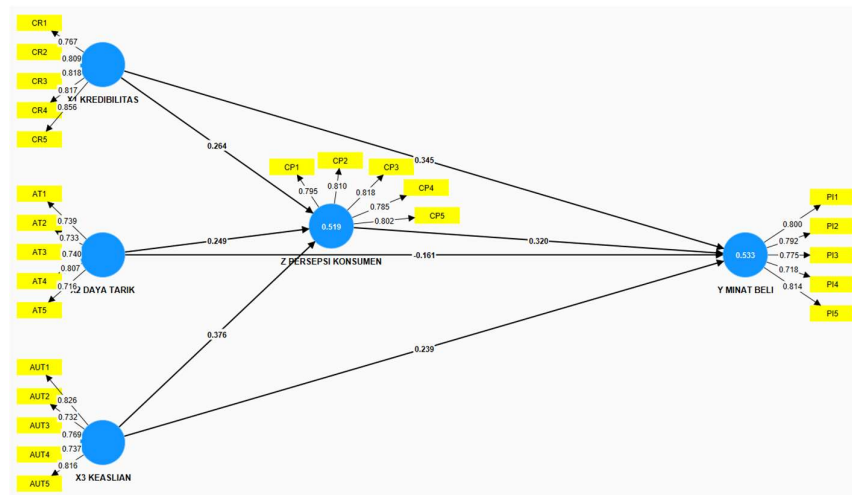 CR1
0.767
CR2
0.809
CR3
0.818
0.817
CR4
0.856
CR5
X1 KREDIBILITAS
0.264
0.345
CP1
CP2
CP3
CP4
CP5
0.795
0.810
0.818
0.785
0.802
0.519
Z PERSEPSI KONSUMEN
AT1
0.739
AT2
0.733
AT3
0.740
AT4
0.807
0.716
AT5
X2 DAYA TARIK
0.249
0.320
-0.161
0.376
0.239
0.533
Y MINAT BELI
PI1
0.800
PI2
0.792
PI3
0.775
PI4
0.718
0.814
PI5
AUT1
0.826
AUT2
0.732
AUT3
0.769
AUT4
0.737
0.816
AUT5
X3 KEASLIAN